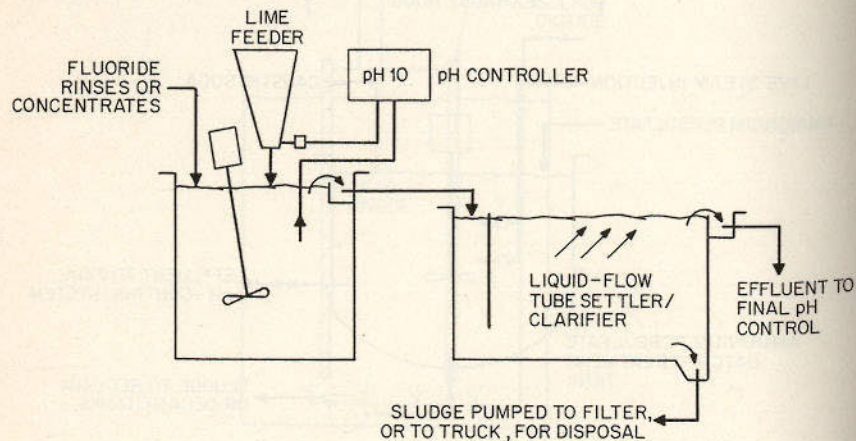 LIME
FEEDER
FLUORIDE
RINSES OR
CONCENTRATES
pH 10
pH CONTROLLER
LIQUID-FLOW
TUBE SETTLER/
CLARIFIER
EFFLUENT TO
FINAL pH
CONTROL
SLUDGE PUMPED TO FILTER,
OR TO TRUCK, FOR DISPOSAL